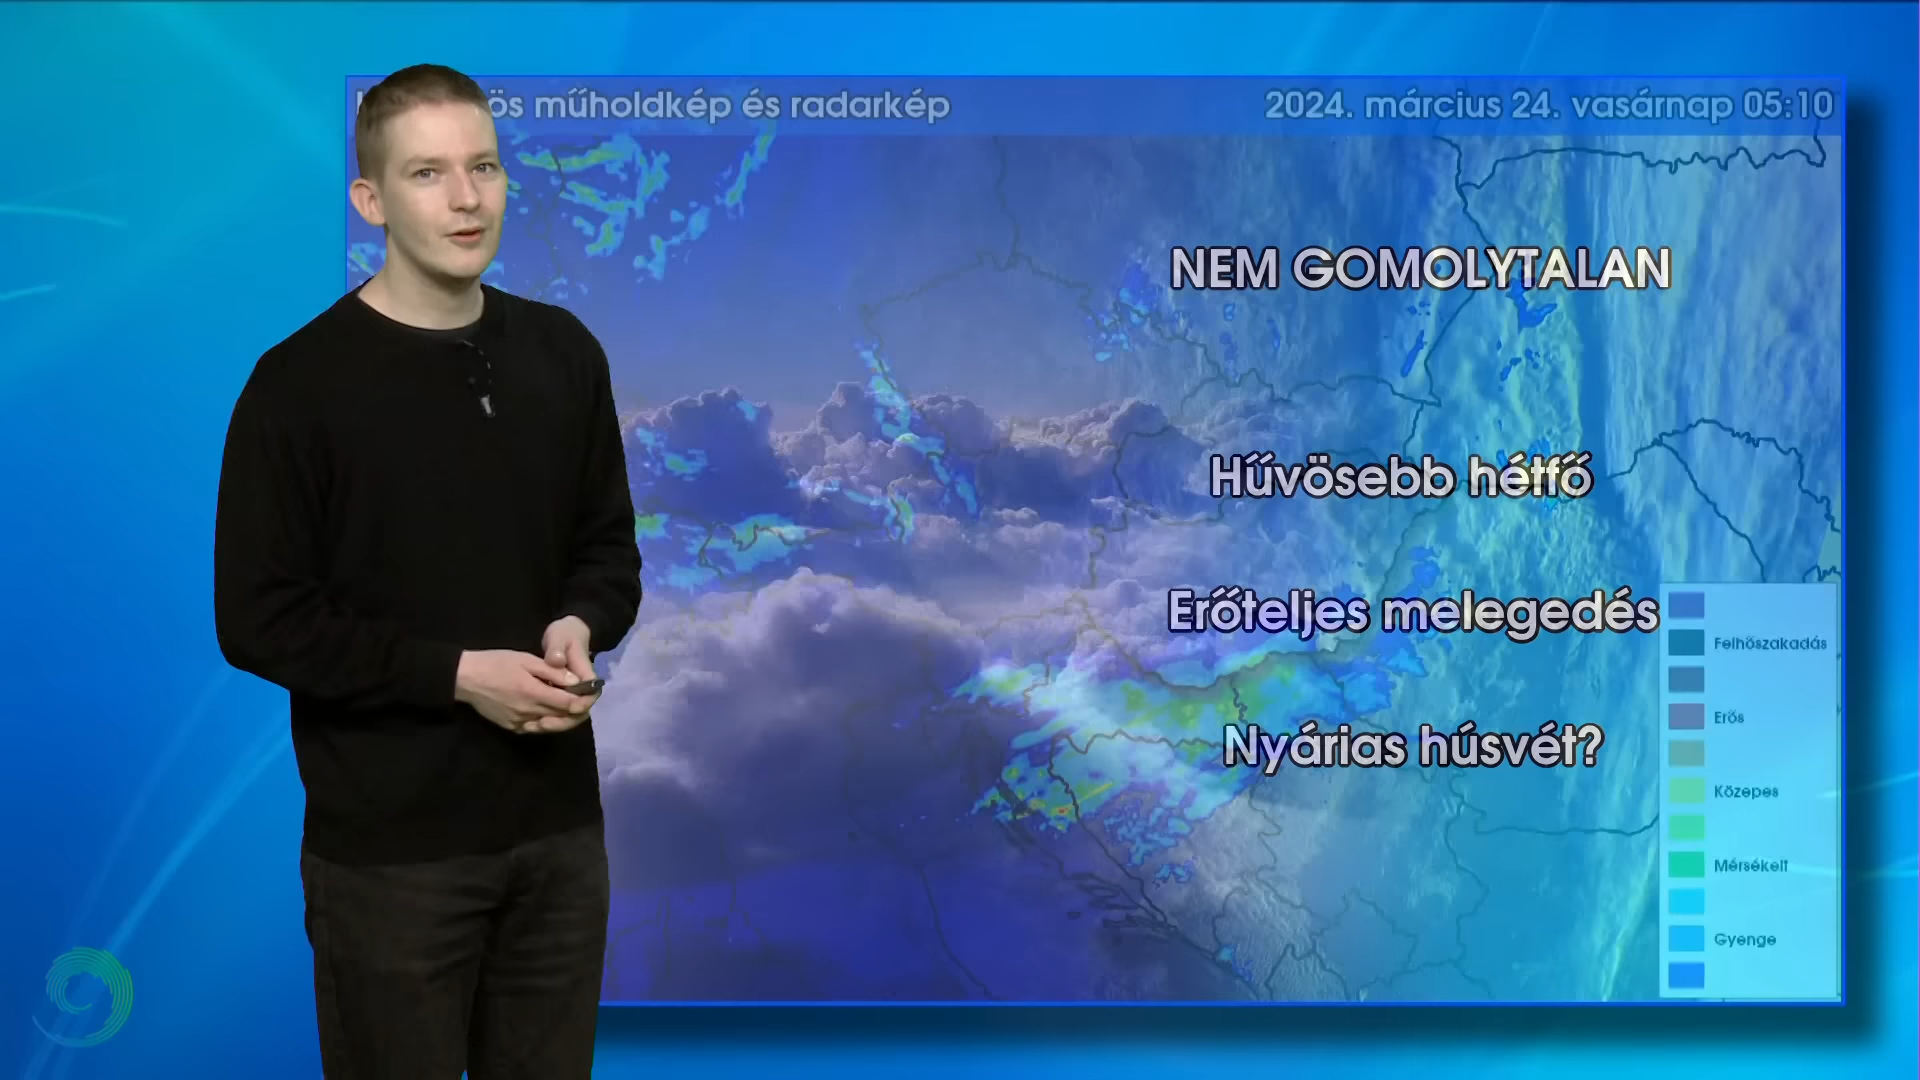 ös műholdkép és radarkép
2024. március 24. vasárnap 05:10
NEM GOMOLYTALAN
Hűvösebb hétfő
Erőteljes melegedés
Nyárias húsvét?
Felhőszakadás
Erős
Közepes
Mérsékelt
Gyenge